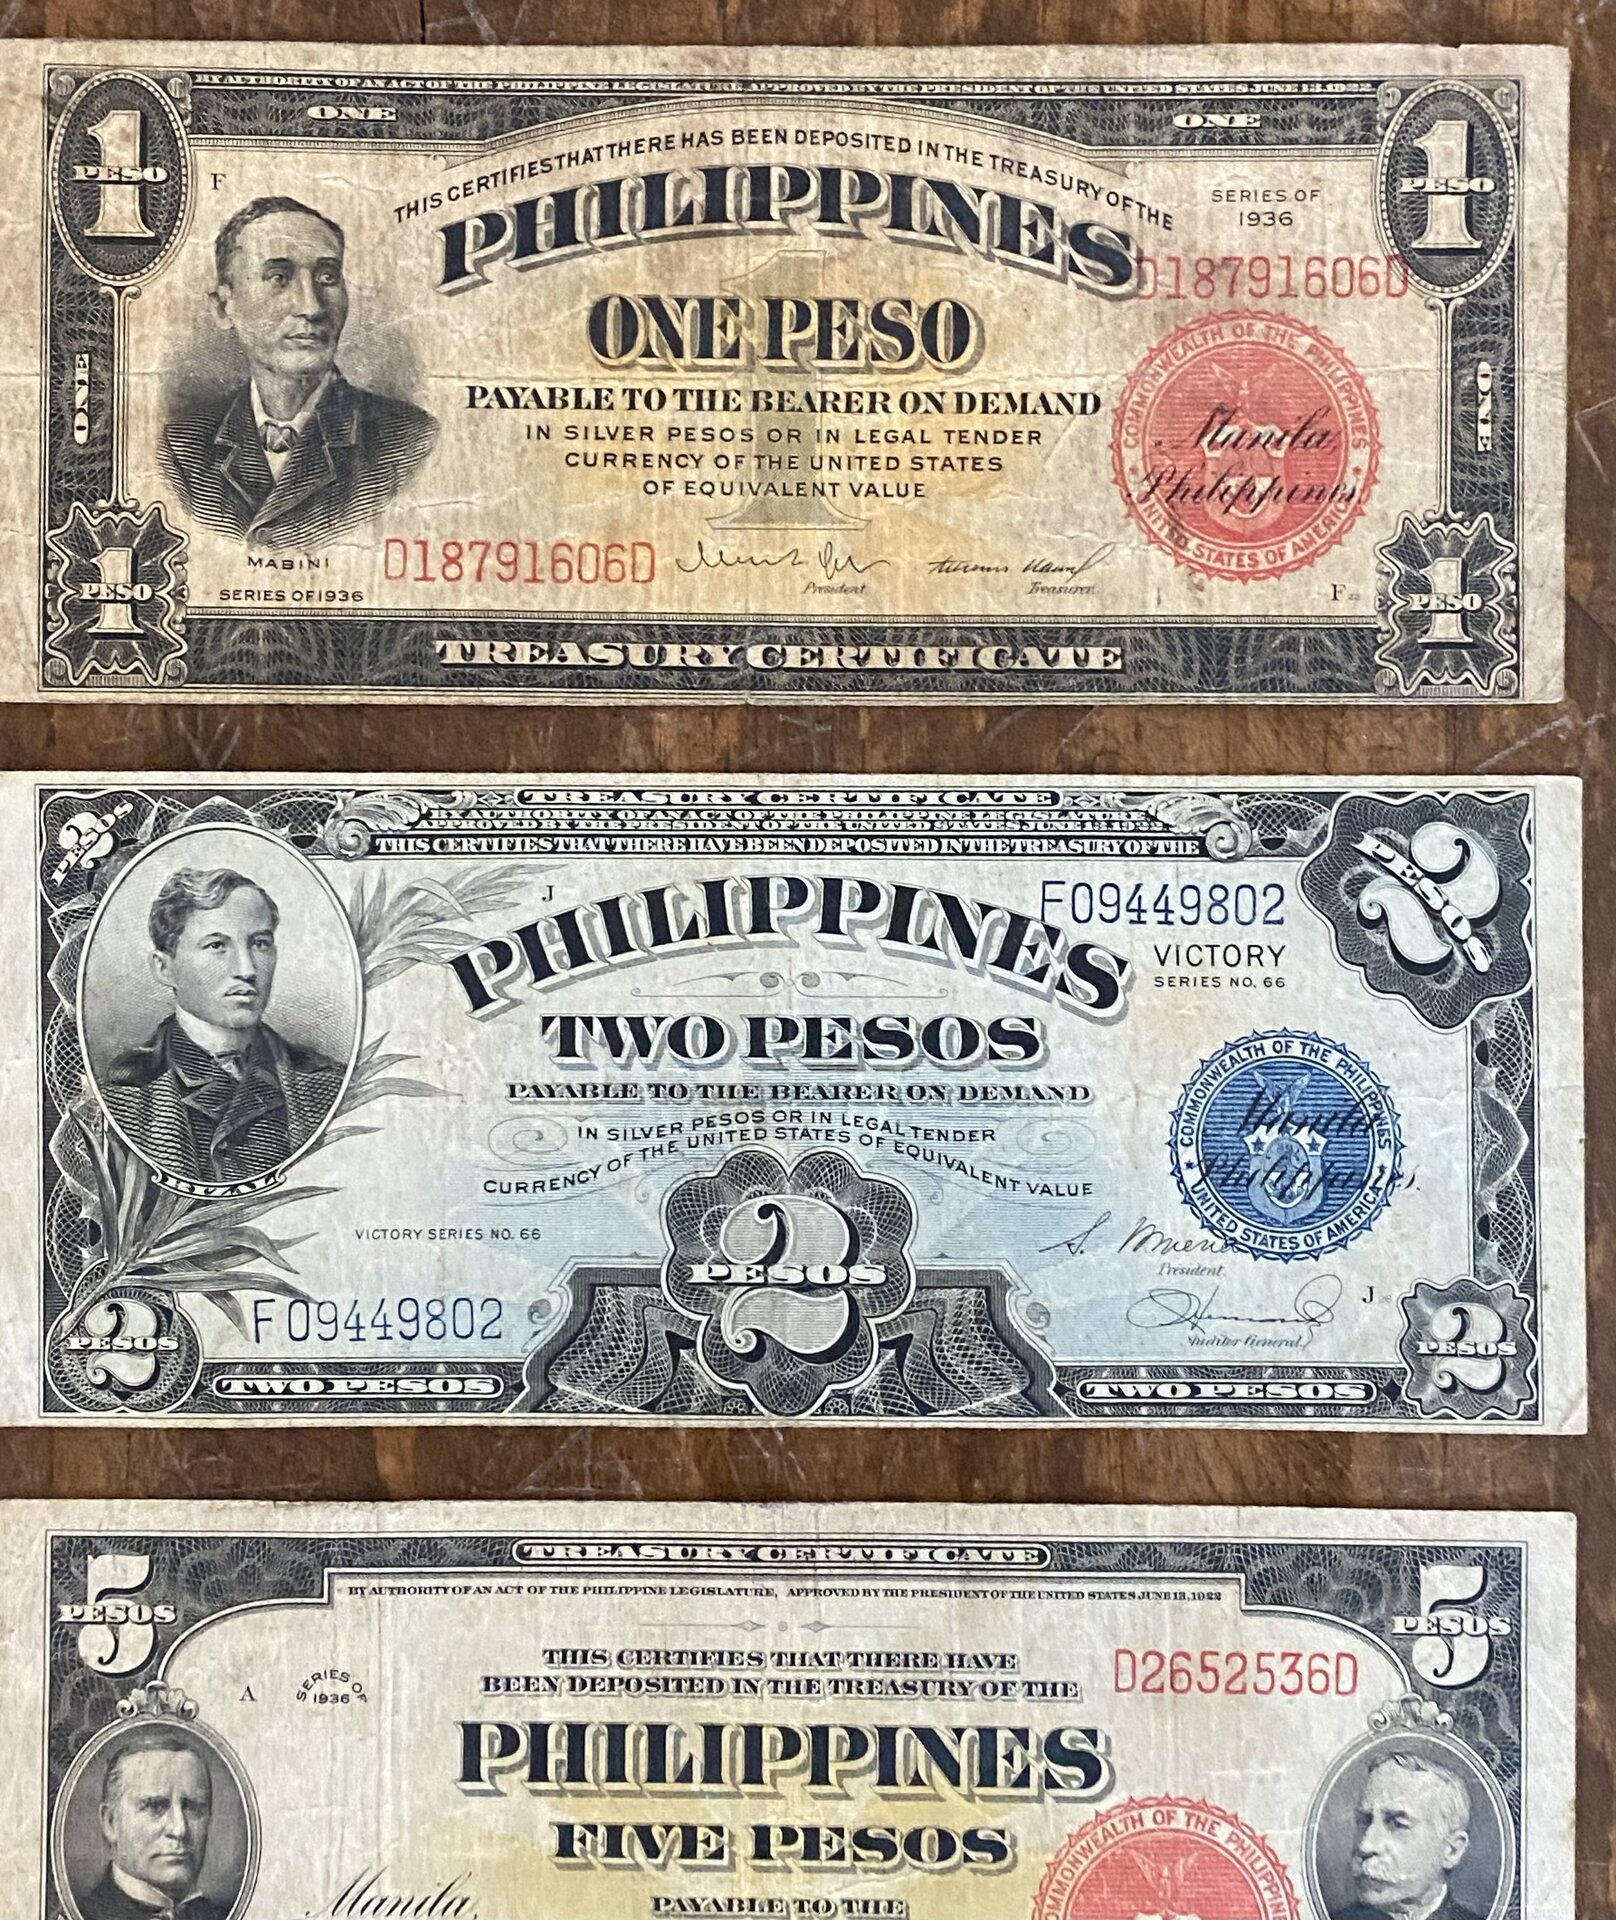 BY AUTHORITY OF AN ACT OF THE PHILIPPINE LEGISLATURE, APPROVED BY THE PRESIDENT OF THE UNITED STATES JUNE 13, 1922
ONE ONE
1 PESO 1 PESO
THIS CERTIFIES THAT THERE HAS BEEN DEPOSITED IN THE TREASURY OF THE
F
SERIES OF
1936
PHILIPPINES
D18791606D
ONE PESO
ONE ONE
PAYABLE TO THE BEARER ON DEMAND
IN SILVER PESOS OR IN LEGAL TENDER
CURRENCY OF THE UNITED STATES
OF EQUIVALENT VALUE
COMMONWEALTH OF THE PHILIPPINES
Manila,
Philippines.
UNITED STATES OF AMERICA
MABINI
D18791606D
President Treasurer
SERIES OF 1936
F
1 PESO 1 PESO
TREASURY CERTIFICATE
TREASURY CERTIFICATE
2 PESOS
BY AUTHORITY OF AN ACT OF THE PHILIPPINE LEGISLATURE
APPROVED BY THE PRESIDENT OF THE UNITED STATES JUNE 13, 1922
THIS CERTIFIES THAT THERE HAVE BEEN DEPOSITED IN THE TREASURY OF THE
2 PESOS
J
PHILIPPINES
F09449802
VICTORY
SERIES NO. 66
TWO PESOS
PAYABLE TO THE BEARER ON DEMAND
IN SILVER PESOS OR IN LEGAL TENDER
CURRENCY OF THE UNITED STATES OF EQUIVALENT VALUE
COMMONWEALTH OF THE PHILIPPINES
Manila
Philippines.
UNITED STATES OF AMERICA
RIZAL
VICTORY SERIES NO. 66
2 PESOS
President.
F09449802
J
Auditor General.
2 PESOS 2 PESOS
TWO PESOS TWO PESOS
TREASURY CERTIFICATE
5 PESOS 5 PESOS
BY AUTHORITY OF AN ACT OF THE PHILIPPINE LEGISLATURE, APPROVED BY THE PRESIDENT OF THE UNITED STATES JUNE 13, 1922
THIS CERTIFIES THAT THERE HAVE
BEEN DEPOSITED IN THE TREASURY OF THE
D2652536D
A
SERIES OF
1936
PHILIPPINES
FIVE PESOS
COMMONWEALTH OF THE PHILIPPINES
Manila,
PAYABLE TO THE